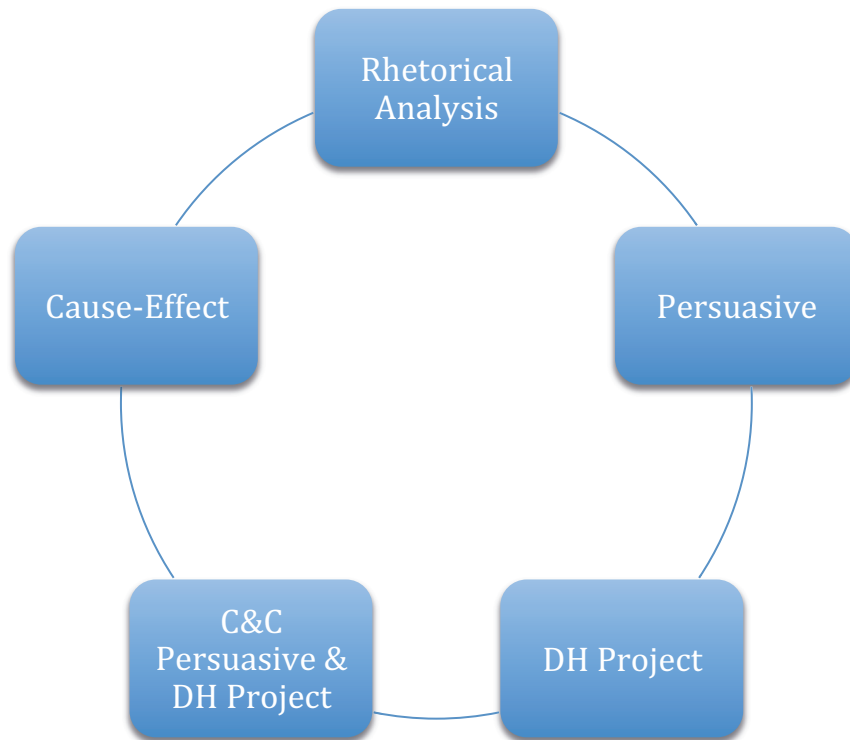 Rhetorical
Analysis
Persuasive
DH Project
C&C
Persuasive &
DH Project
Cause-Effect